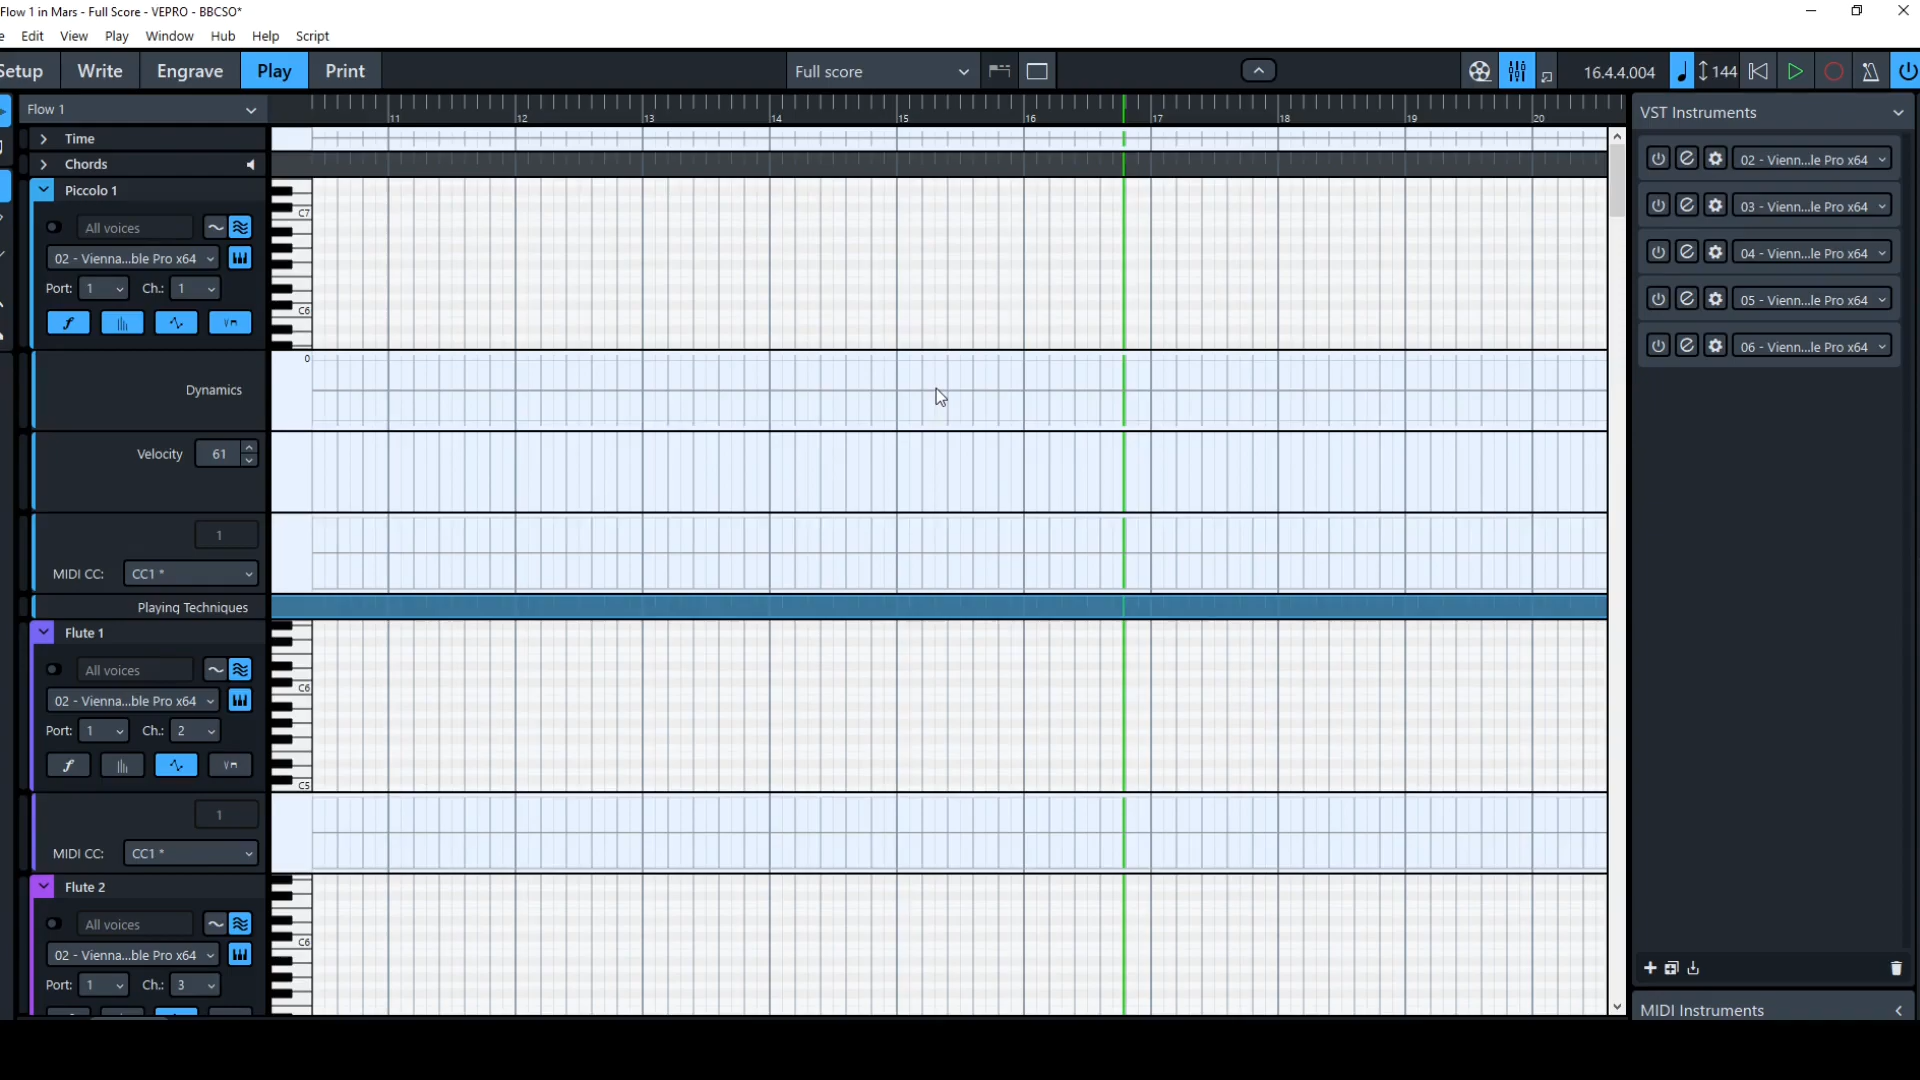 Flow 1 in Mars - Full Score - VEPRO - BBCSO*
e Edit View Play Window Hub Help Script
Setup Write Engrave Play Print Full score 16.4.4.004 144
Flow 1 11 12 13 14 15 16 17 18 19 20 VST Instruments
Time
Chords
Piccolo 1
C7
All voices
02 - Vienna...ble Pro x64
Port: 1 Ch.: 1
C6
0
Dynamics
Velocity 61
1
MIDI CC: CC1 *
Playing Techniques
Flute 1
All voices
C6
02 - Vienna...ble Pro x64
Port: 1 Ch.: 2
C5
1
MIDI CC: CC1 *
Flute 2
All voices
C6
02 - Vienna...ble Pro x64
Port: 1 Ch.: 3
02 - Vienn...le Pro x64
03 - Vienn...le Pro x64
04 - Vienn...le Pro x64
05 - Vienn...le Pro x64
06 - Vienn...le Pro x64
MIDI Instruments